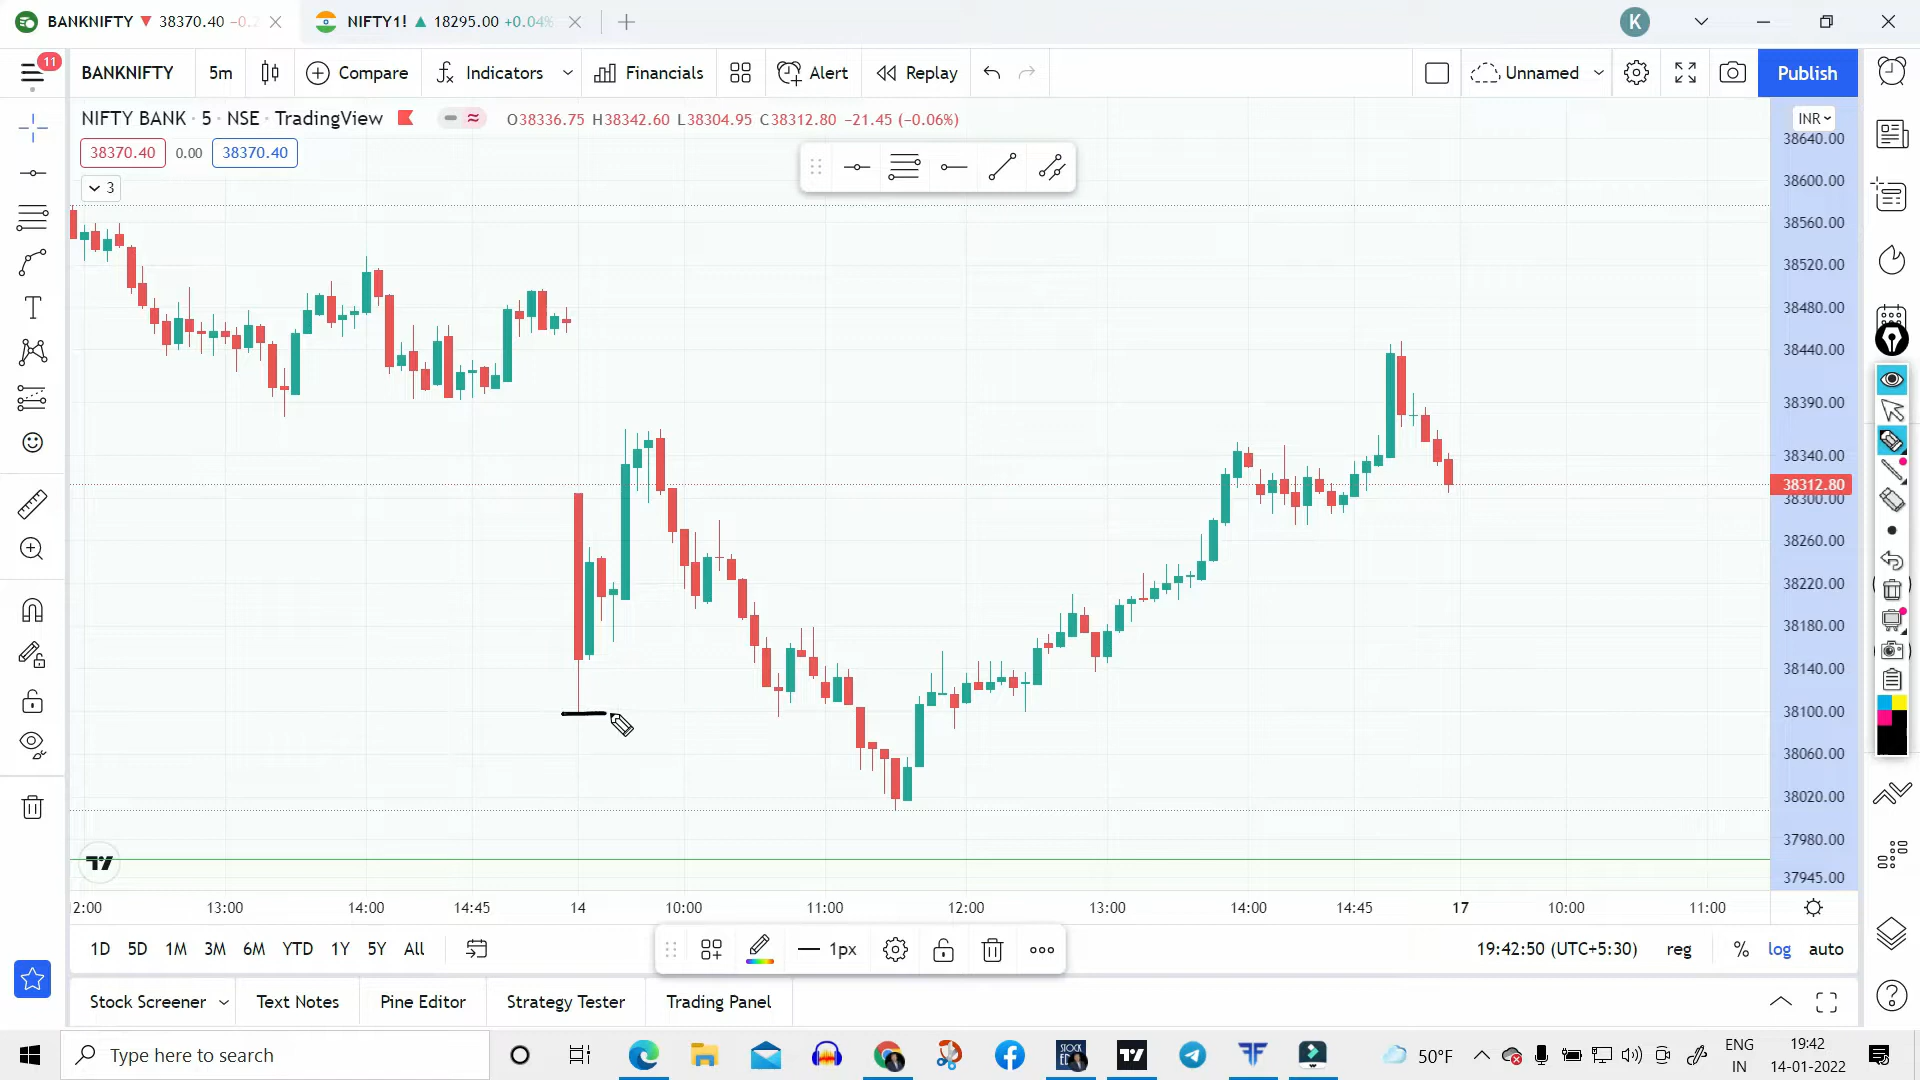 BANKNIFTY ▼ 38370.40 −0.2
NIFTY1! ▲ 18295.00 +0.04%
K
11
BANKNIFTY
5m
Compare
Indicators
Financials
Alert
Replay
Unnamed
Publish
NIFTY BANK · 5 · NSE · TradingView
O38336.75 H38342.60 L38304.95 C38312.80 −21.45 (−0.06%)
INR
38370.40
0.00
38370.40
3
38640.00
38600.00
38560.00
38520.00
38480.00
38440.00
38390.00
38340.00
38312.80
38300.00
38260.00
38220.00
38180.00
38140.00
38100.00
38060.00
38020.00
37980.00
37945.00
2:00
13:00
14:00
14:45
14
10:00
11:00
12:00
13:00
14:00
14:45
17
10:00
11:00
1D
5D
1M
3M
6M
YTD
1Y
5Y
All
1px
19:42:50 (UTC+5:30)
reg
%
log
auto
Stock Screener
Text Notes
Pine Editor
Strategy Tester
Trading Panel
Type here to search
50°F
ENG
IN
19:42
14-01-2022